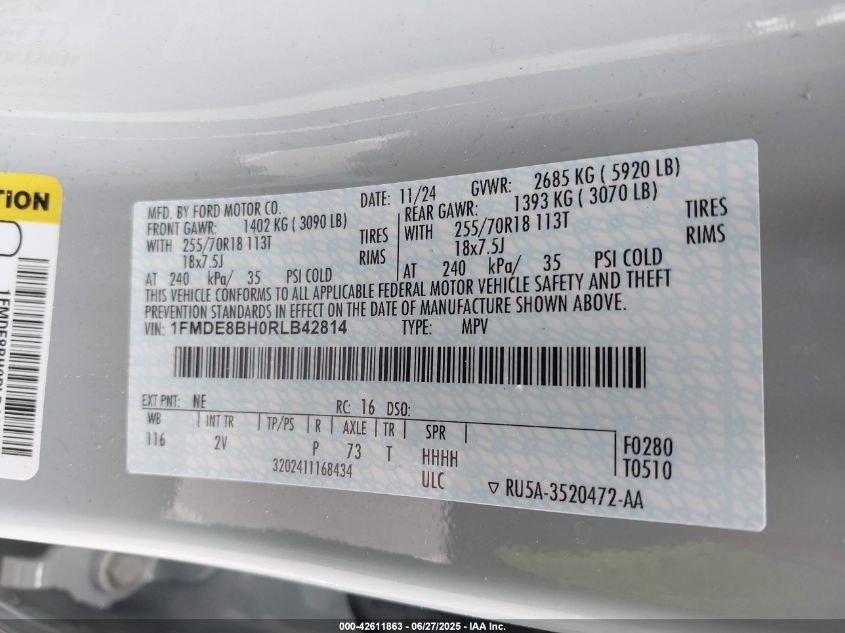 TION
1FMDE8BH0RLB42814
MFD. BY FORD MOTOR CO.
DATE: 11/24 GVWR: 2685 KG ( 5920 LB)
FRONT GAWR: 1402 KG ( 3090 LB)
REAR GAWR: 1393 KG ( 3070 LB)
WITH 255/70R18 113T TIRES
WITH 255/70R18 113T TIRES
18x7.5J RIMS
18x7.5J RIMS
AT 240 kPa/ 35 PSI COLD
AT 240 kPa/ 35 PSI COLD
THIS VEHICLE CONFORMS TO ALL APPLICABLE FEDERAL MOTOR VEHICLE SAFETY AND THEFT
PREVENTION STANDARDS IN EFFECT ON THE DATE OF MANUFACTURE SHOWN ABOVE.
VIN: 1FMDE8BH0RLB42814 TYPE: MPV
EXT PNT: NE RC: 16 DSO:
WB INT TR TP/PS R AXLE TR SPR
116 2V P 73 T HHHH
3202411168434 ULC
F0280
T0510
▽ RU5A-3520472-AA
000-42611863 - 06/27/2025 - IAA Inc.